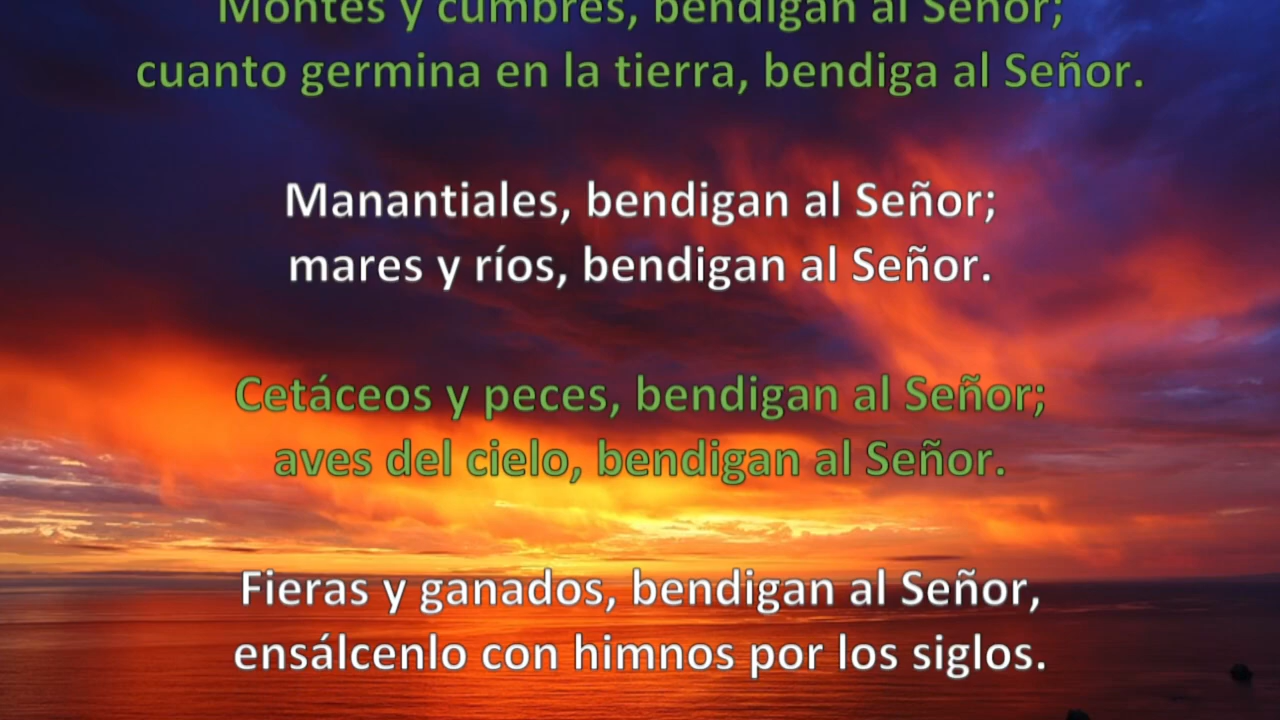 Montes y cumbres, bendigan al Señor;
cuanto germina en la tierra, bendiga al Señor.
Manantiales, bendigan al Señor;
mares y ríos, bendigan al Señor.
Cetáceos y peces, bendigan al Señor;
aves del cielo, bendigan al Señor.
Fieras y ganados, bendigan al Señor,
ensálcenlo con himnos por los siglos.